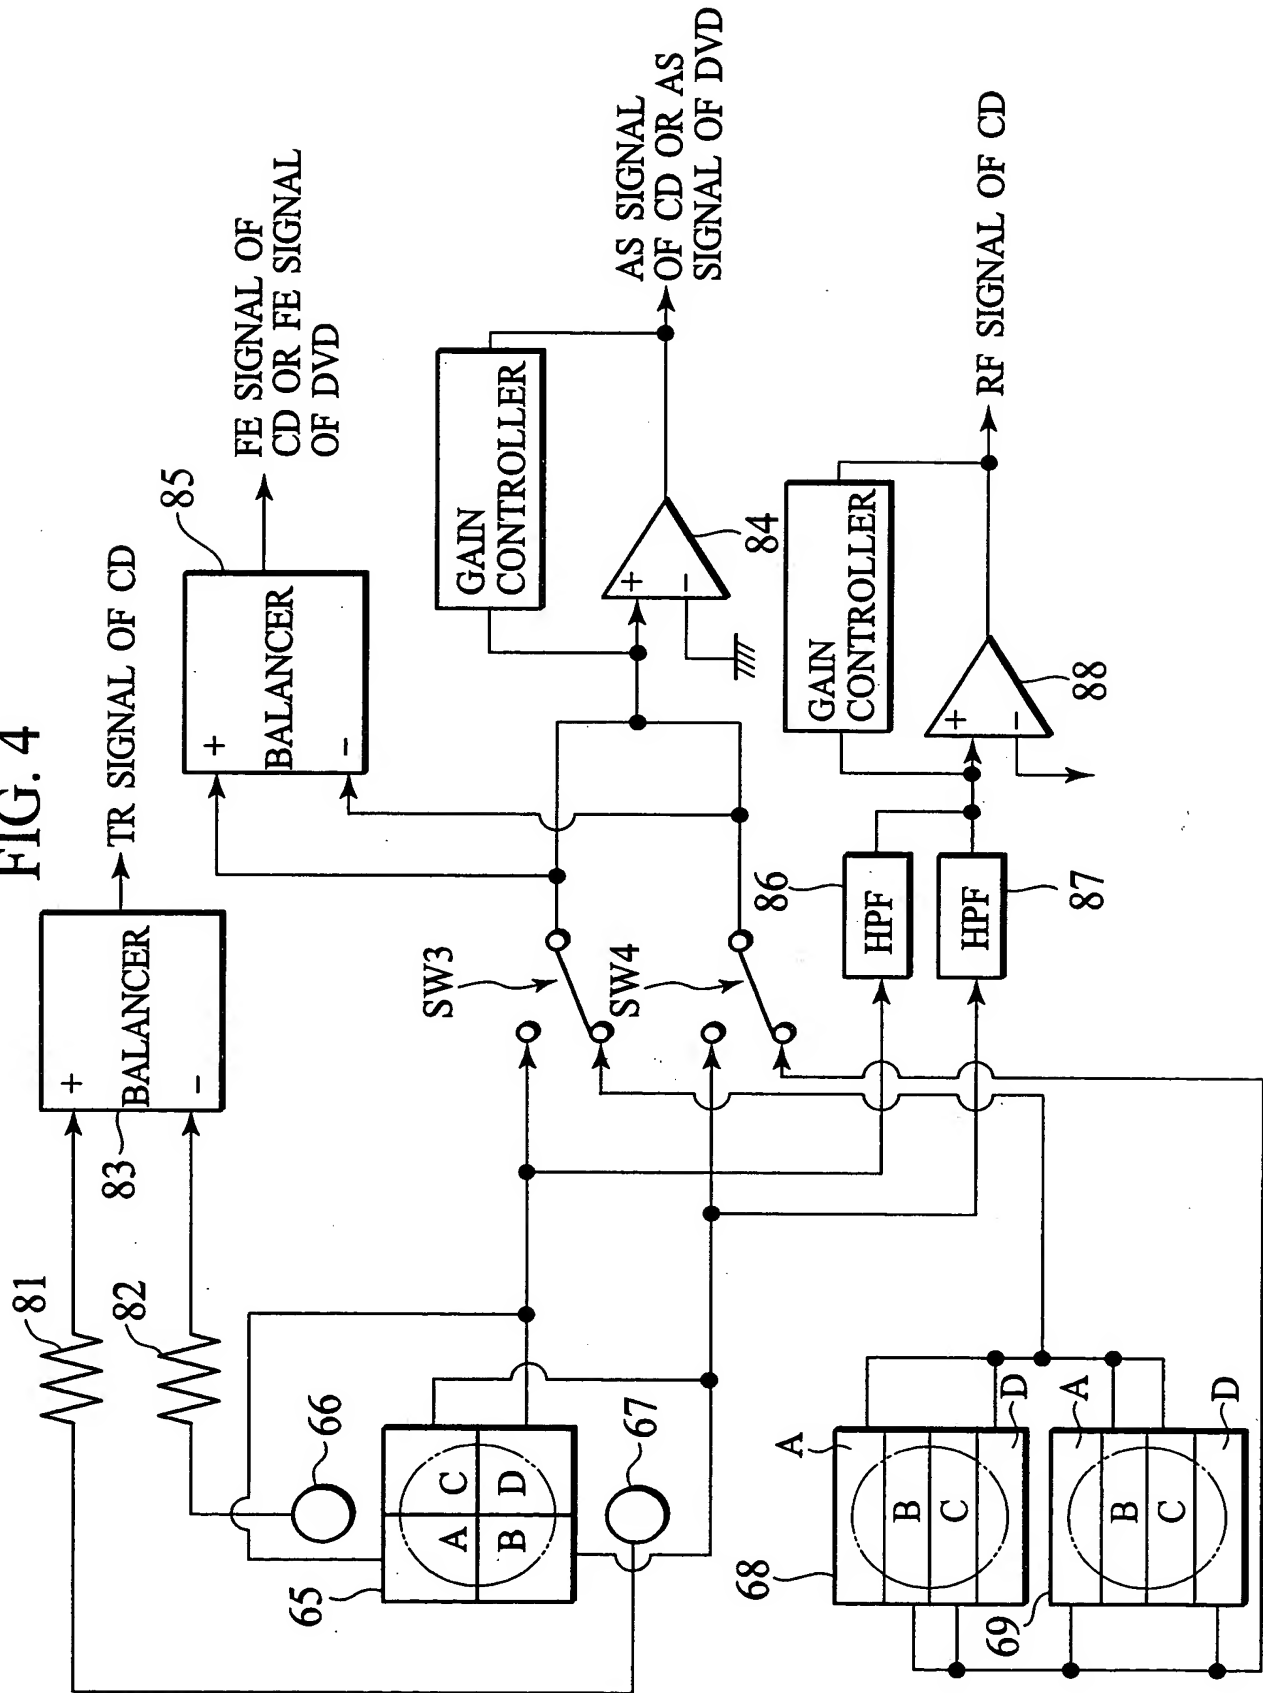 FIG. 4
81
82
+
-
BALANCER
83
TR SIGNAL OF CD
+
-
BALANCER
85
FE SIGNAL OF
CD OR FE SIGNAL
OF DVD
66
65
A
C
B
D
67
SW3
SW4
GAIN
CONTROLLER
+
-
84
AS SIGNAL
OF CD OR AS
SIGNAL OF DVD
86
HPF
HPF
87
GAIN
CONTROLLER
+
-
88
RF SIGNAL OF CD
68
A
B
C
D
69
A
B
C
D